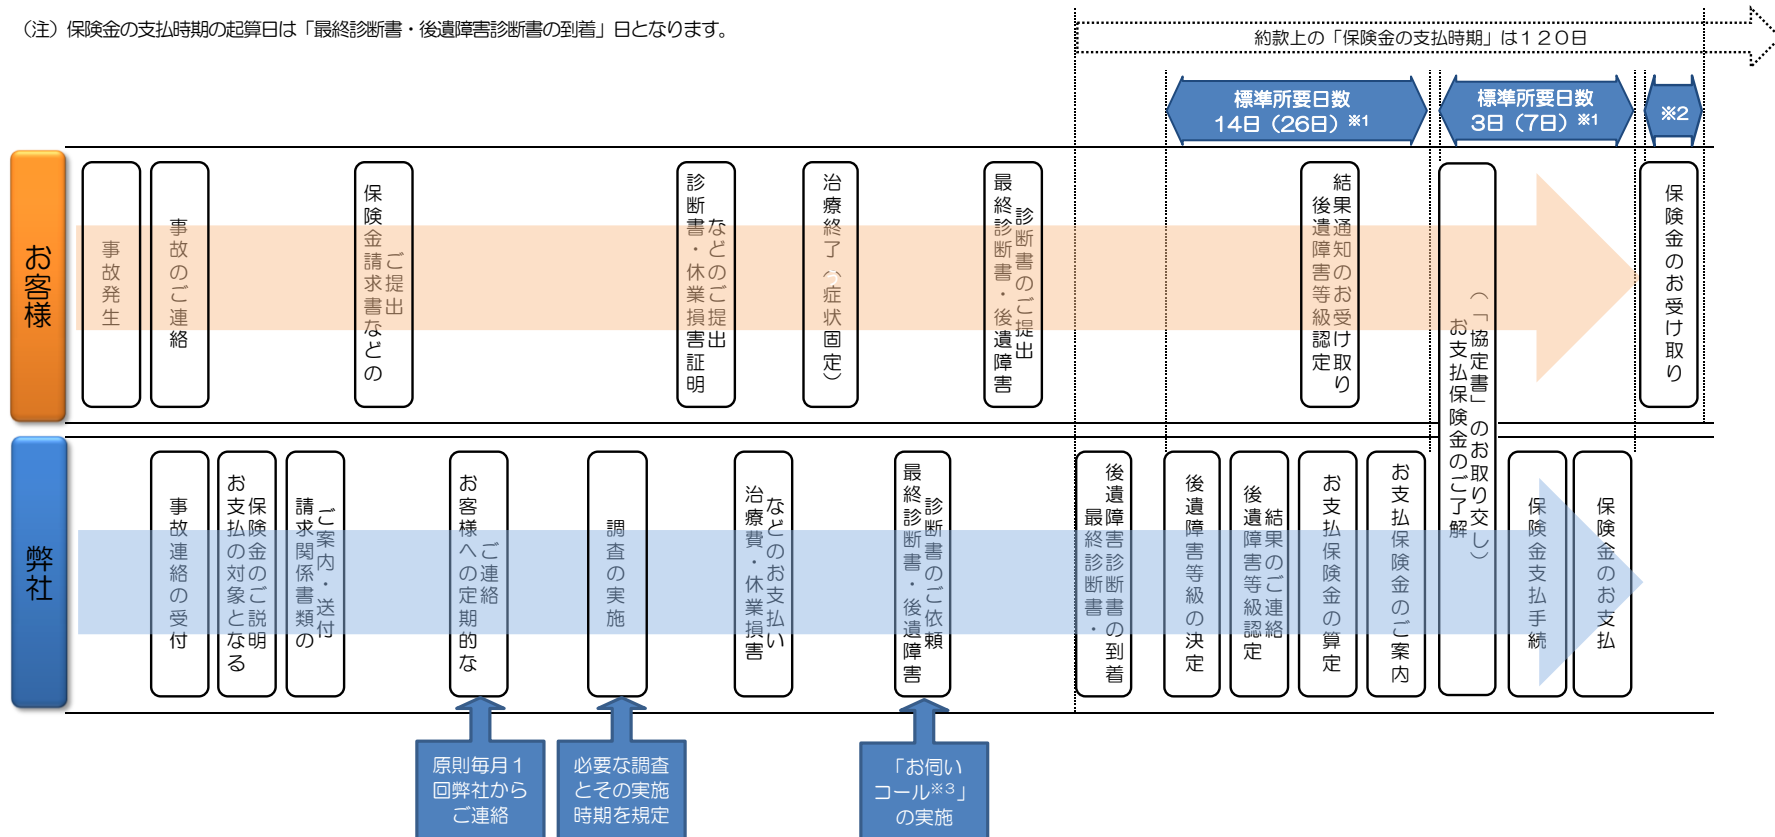 （注）保険金の支払時期の起算日は「最終診断書・後遺障害診断書の到着」日となります。
約款上の「保険金の支払時期」は１２０日
標準所要日数
14日（26日）※1
標準所要日数
3日（7日）※1
※2
お客様
事故発生
事故のご連絡
保険金請求書などの
ご提出
診断書・休業損害証明
などのご提出
治療終了（症状固定）
最終診断書・後遺障害
診断書のご提出
後遺障害等級認定
結果通知のお受け取り
お支払保険金のご了解
（「協定書」のお取り交し）
保険金のお受け取り
弊社
事故連絡の受付
お支払の対象となる
保険金のご説明
請求関係書類の
ご案内・送付
お客様への定期的な
ご連絡
調査の実施
治療費・休業損害
などのお支払い
最終診断書・後遺障害
診断書のご依頼
最終診断書・
後遺障害診断書の到着
後遺障害等級の決定
後遺障害等級認定
結果のご連絡
お支払保険金の算定
お支払保険金のご案内
保険金支払手続
保険金のお支払
原則毎月１
回弊社から
ご連絡
必要な調査
とその実施
時期を規定
「お伺い
コール※3」
の実施